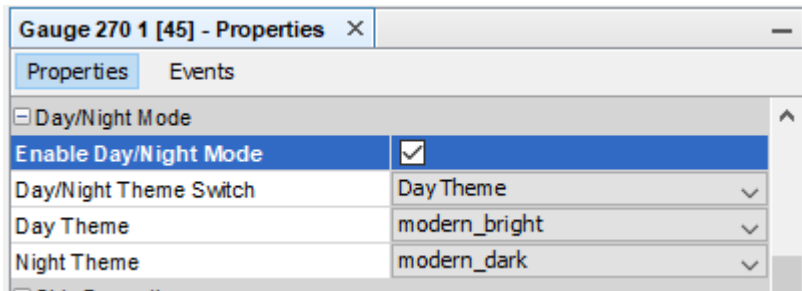 Gauge 270 1 [45] - Properties
Properties Events
Day/Night Mode
Enable Day/Night Mode
Day/Night Theme Switch Day Theme
Day Theme modern_bright
Night Theme modern_dark